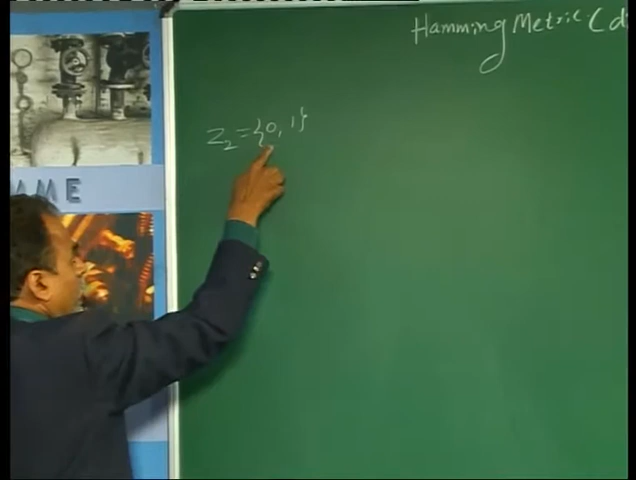 Hamming Metric (d
Z₂ = {0, 1}
AME